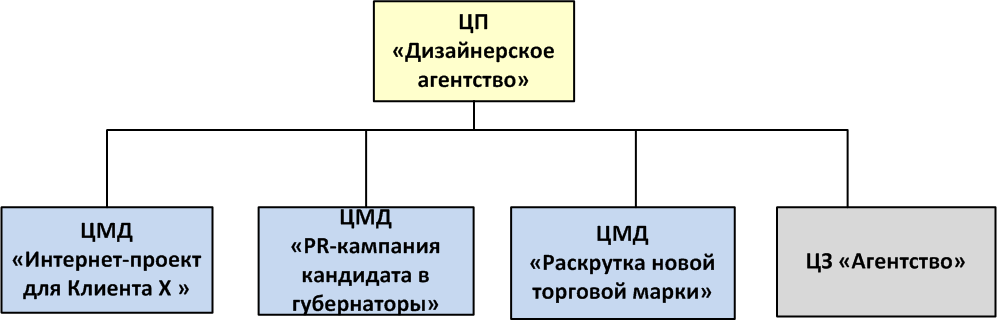 ЦП
«Дизайнерское
агентство»
ЦМД
«Интернет-проект
для Клиента Х »
ЦМД
«PR-кампания
кандидата в
губернаторы»
ЦМД
«Раскрутка новой
торговой марки»
ЦЗ «Агентство»